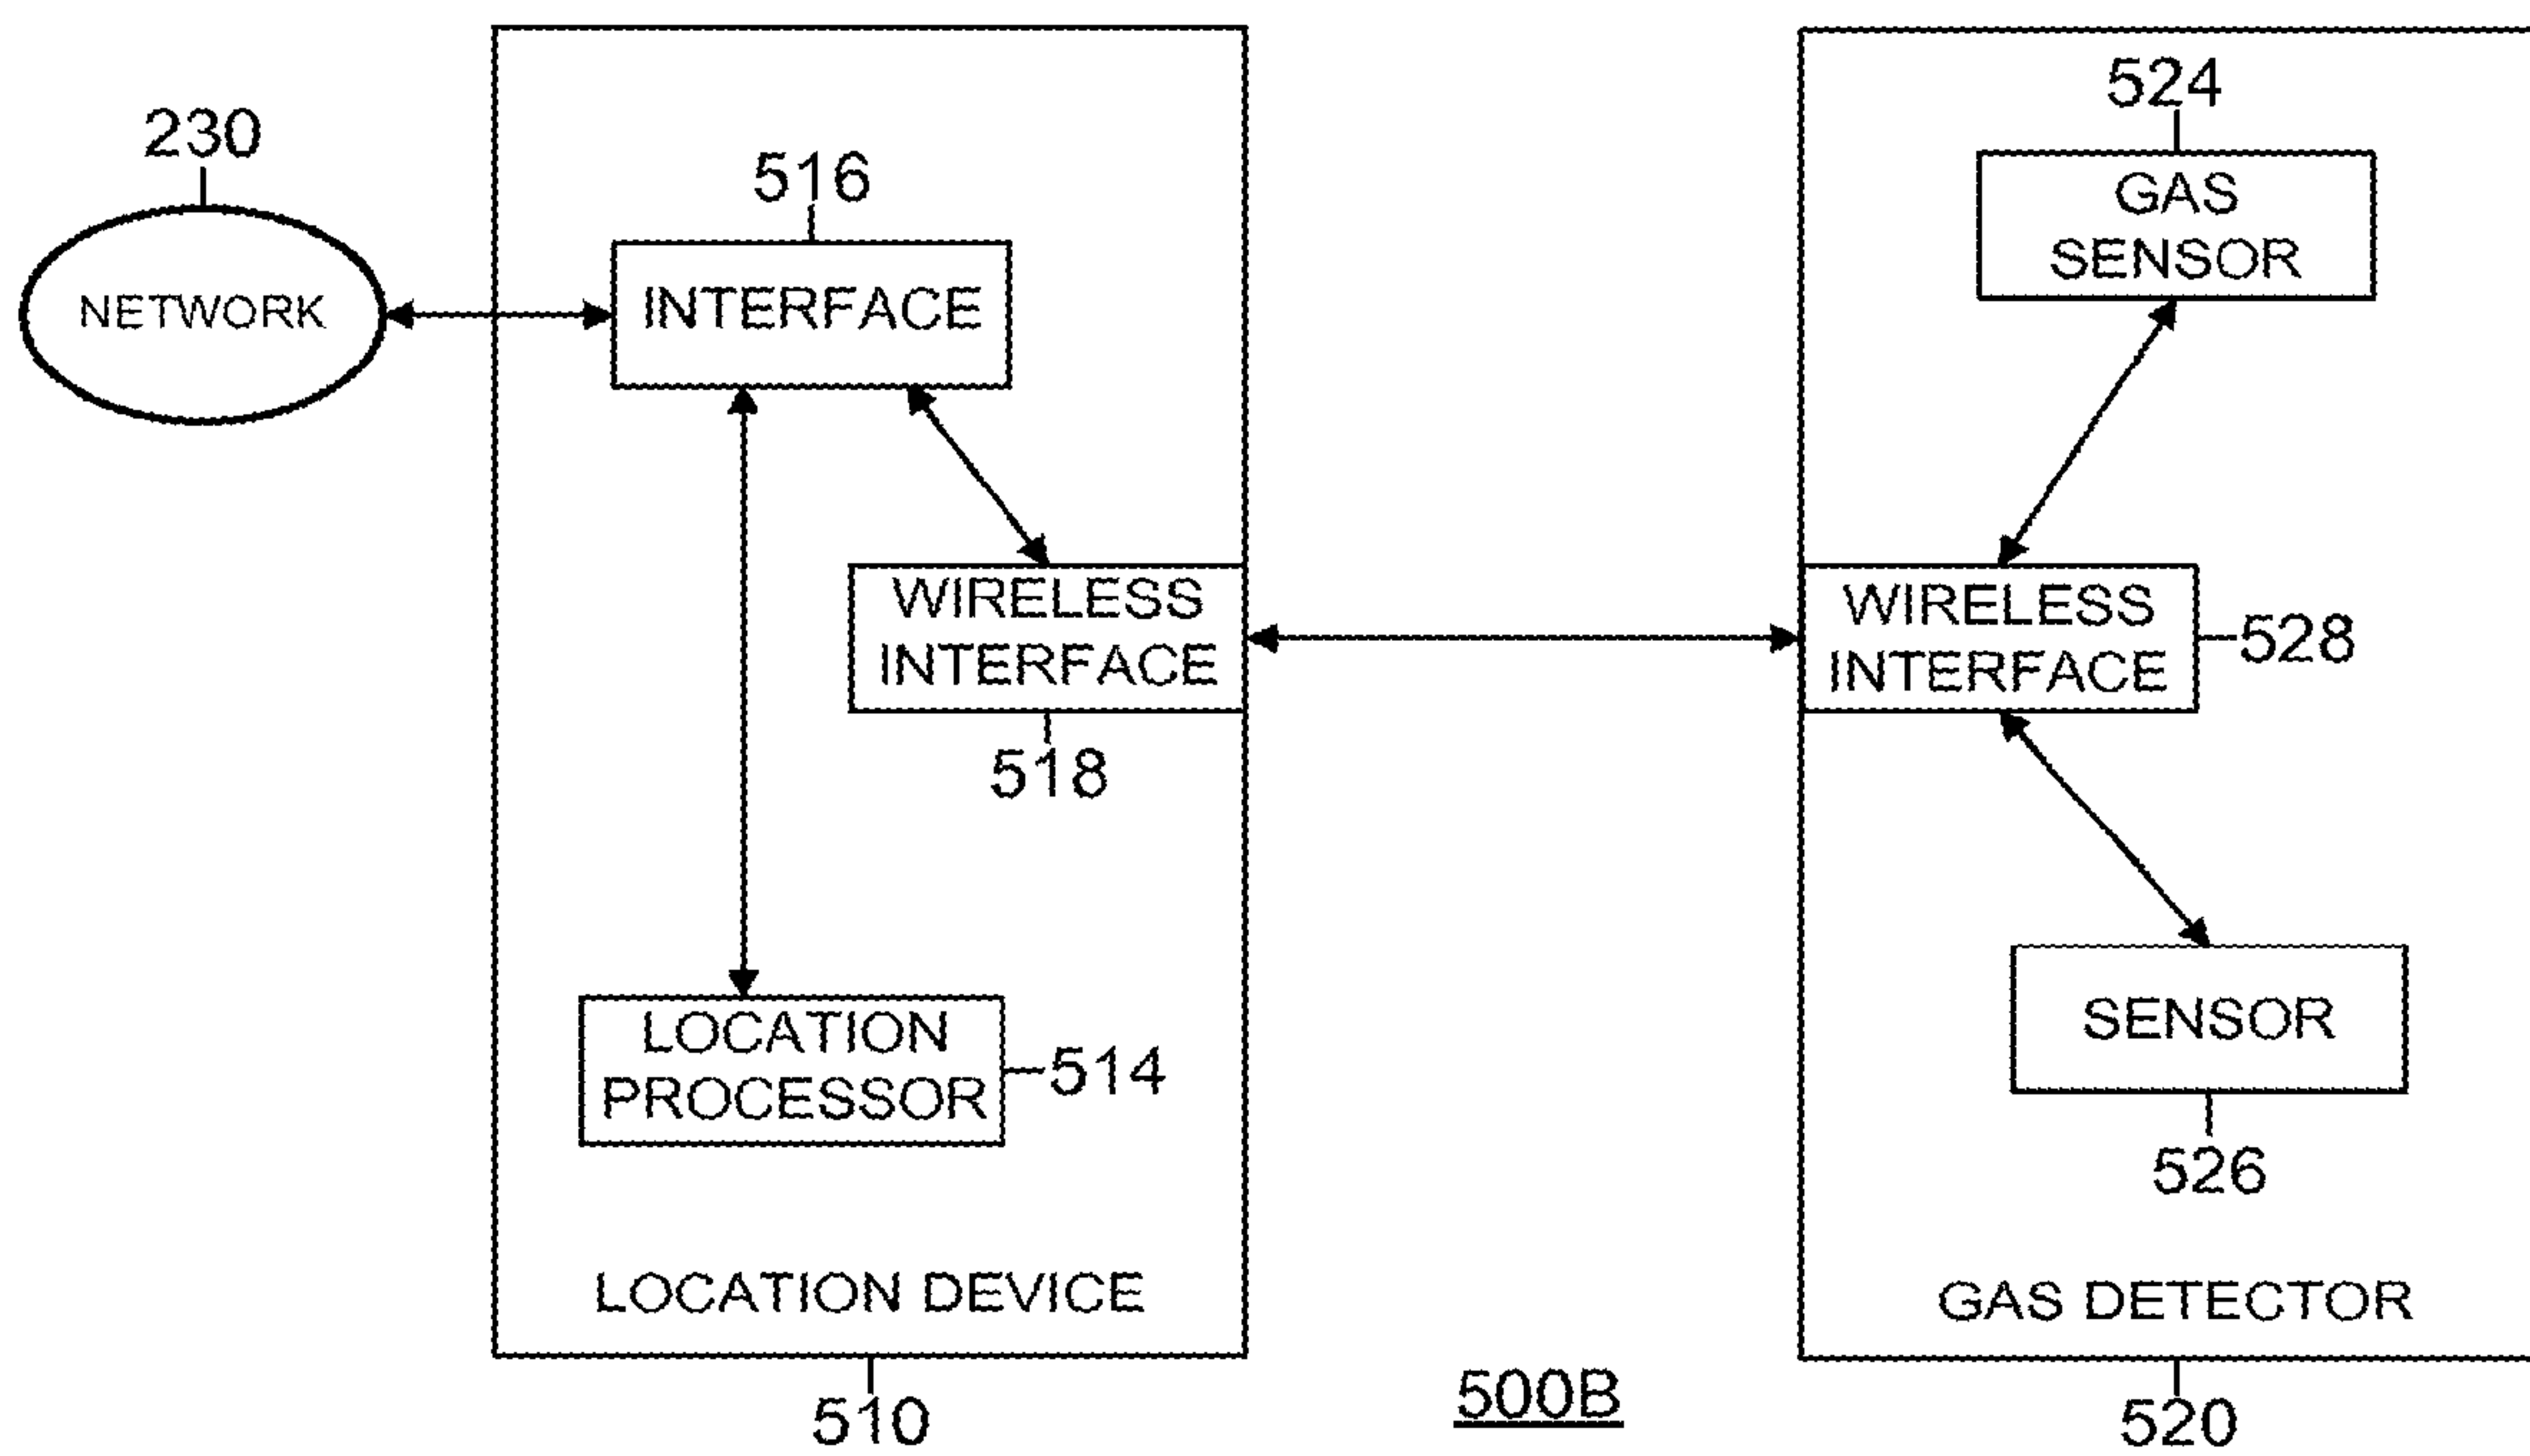 230
NETWORK
516
INTERFACE
WIRELESS
INTERFACE
518
LOCATION
PROCESSOR
514
LOCATION DEVICE
510
524
GAS
SENSOR
WIRELESS
INTERFACE
528
SENSOR
526
GAS DETECTOR
520
500B